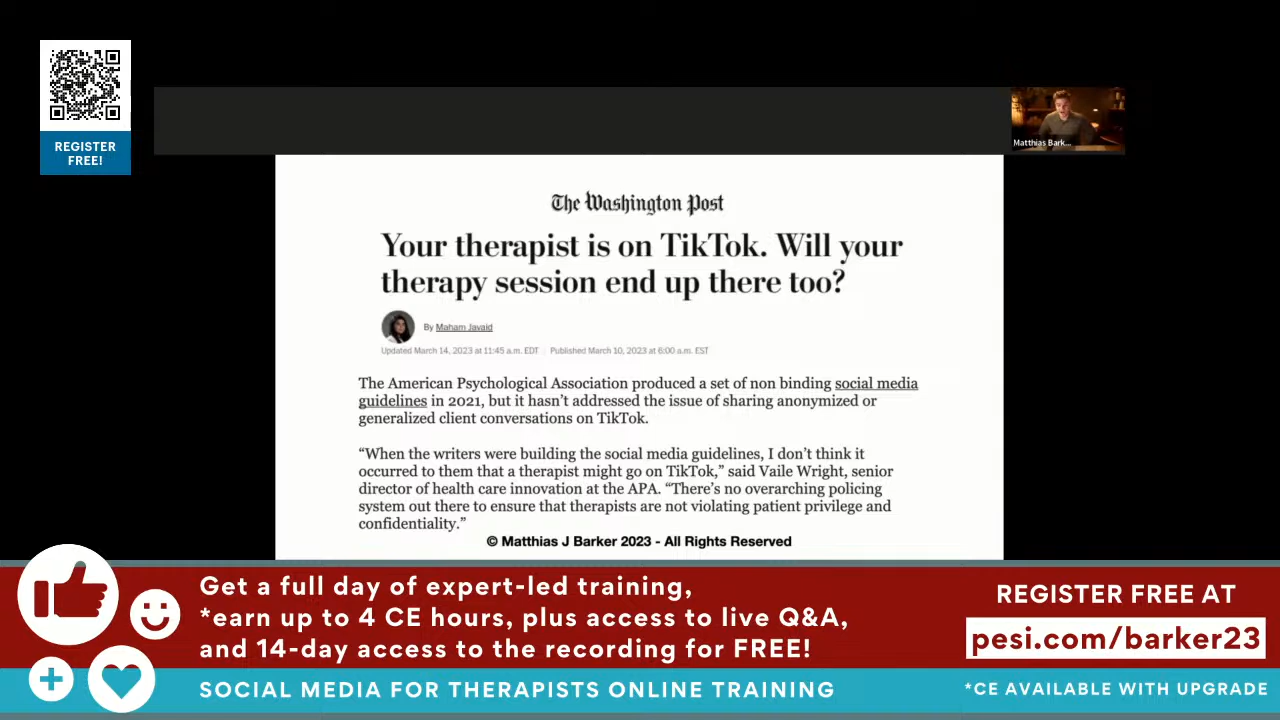 REGISTER
FREE!
Matthias Bark...
The Washington Post
Your therapist is on TikTok. Will your
therapy session end up there too?
By Maham Javaid
Updated March 14, 2023 at 11:45 a.m. EDT | Published March 10, 2023 at 6:00 a.m. EST
The American Psychological Association produced a set of non binding social media
guidelines in 2021, but it hasn’t addressed the issue of sharing anonymized or
generalized client conversations on TikTok.
“When the writers were building the social media guidelines, I don’t think it
occurred to them that a therapist might go on TikTok,” said Vaile Wright, senior
director of health care innovation at the APA. “There’s no overarching policing
system out there to ensure that therapists are not violating patient privilege and
confidentiality.”
© Matthias J Barker 2023 - All Rights Reserved
Get a full day of expert-led training,
*earn up to 4 CE hours, plus access to live Q&A,
and 14-day access to the recording for FREE!
REGISTER FREE AT
pesi.com/barker23
SOCIAL MEDIA FOR THERAPISTS ONLINE TRAINING
*CE AVAILABLE WITH UPGRADE